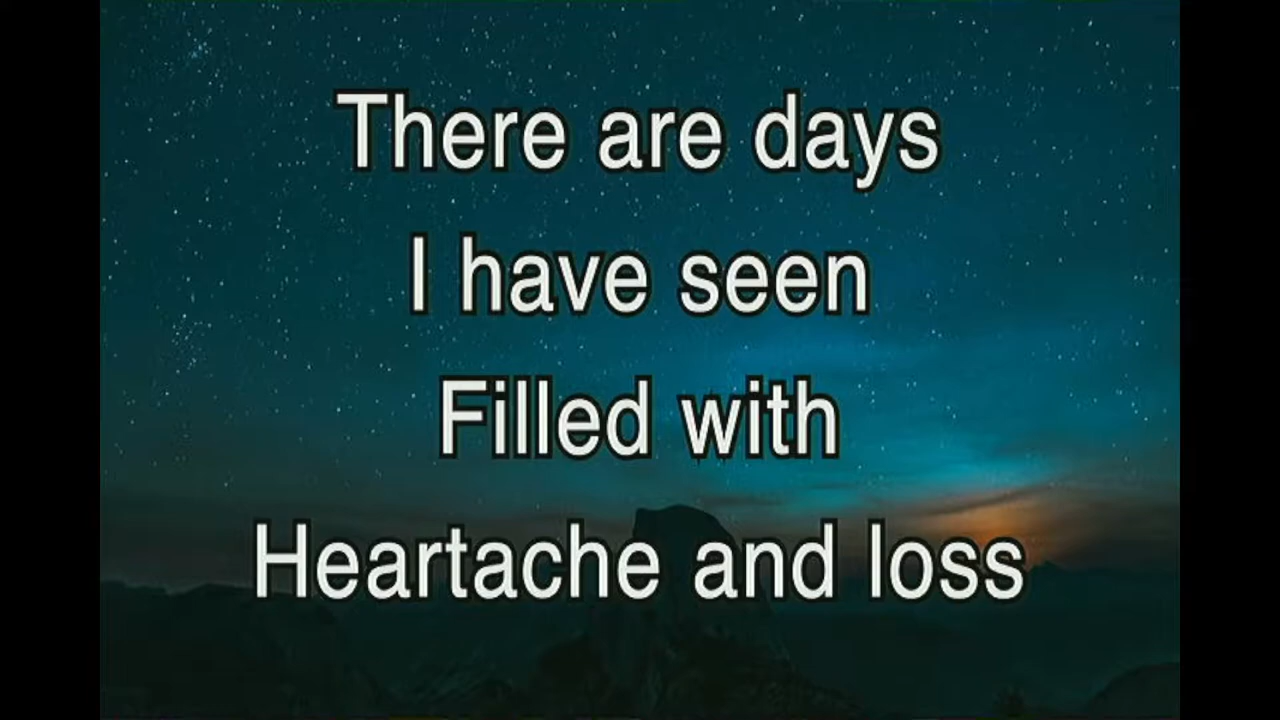 There are days
I have seen
Filled with
Heartache and loss